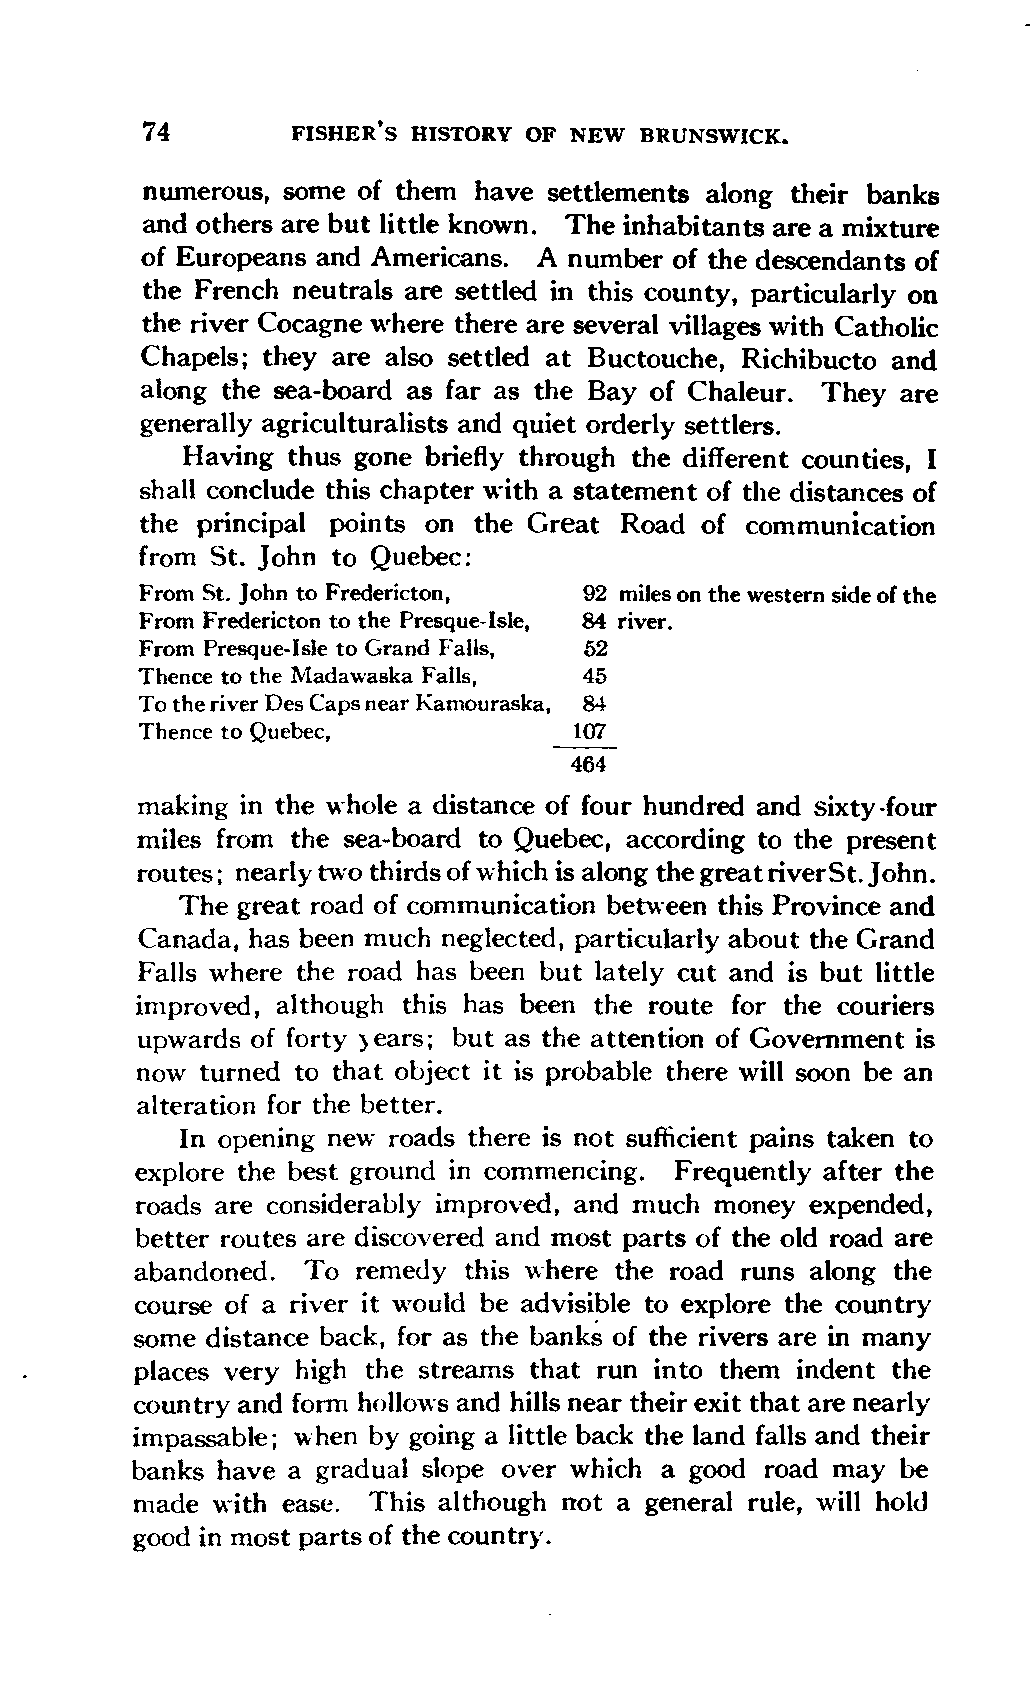 74 FISHER'S HISTORY OF NEW BRUNSWICK.
numerous, some of them have settlements along their banks
and others are but little known. The inhabitants are a mixture
of Europeans and Americans. A number of the descendants of
the French neutrals are settled in this county, particularly on
the river Cocagne where there are several villages with Catholic
Chapels; they are also settled at Buctouche, Richibucto and
along the sea-board as far as the Bay of Chaleur. They are
generally agriculturalists and quiet orderly settlers.
Having thus gone briefly through the different counties, I
shall conclude this chapter with a statement of the distances of
the principal points on the Great Road of communication
from St. John to Quebec:
From St. John to Fredericton, 92 miles on the western side of the
From Fredericton to the Presque-Isle, 84 river.
From Presque-Isle to Grand Falls, 52
Thence to the Madawaska Falls, 45
To the river Des Caps near Kamouraska, 84
Thence to Quebec, 107
464
making in the whole a distance of four hundred and sixty-four
miles from the sea-board to Quebec, according to the present
routes; nearly two thirds of which is along the great river St. John.
The great road of communication between this Province and
Canada, has been much neglected, particularly about the Grand
Falls where the road has been but lately cut and is but little
improved, although this has been the route for the couriers
upwards of forty years; but as the attention of Government is
now turned to that object it is probable there will soon be an
alteration for the better.
In opening new roads there is not sufficient pains taken to
explore the best ground in commencing. Frequently after the
roads are considerably improved, and much money expended,
better routes are discovered and most parts of the old road are
abandoned. To remedy this where the road runs along the
course of a river it would be advisible to explore the country
some distance back, for as the banks of the rivers are in many
places very high the streams that run into them indent the
country and form hollows and hills near their exit that are nearly
impassable; when by going a little back the land falls and their
banks have a gradual slope over which a good road may be
made with ease. This although not a general rule, will hold
good in most parts of the country.